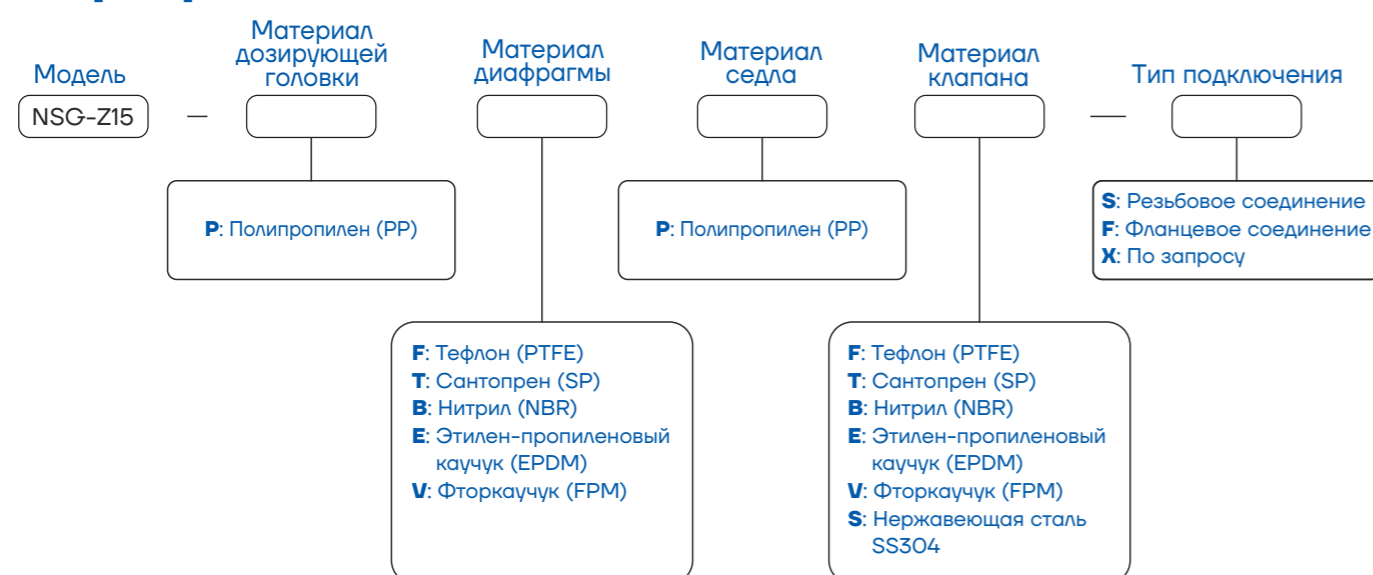 Модель
NSG-Z15
—
Материал
дозирующей
головки
P: Полипропилен (PP)
Материал
диафрагмы
F: Тефлон (PTFE)
T: Сантопрен (SP)
B: Нитрил (NBR)
E: Этилен-пропиленовый
каучук (EPDM)
V: Фторкаучук (FPM)
Материал
седла
P: Полипропилен (PP)
Материал
клапана
F: Тефлон (PTFE)
T: Сантопрен (SP)
B: Нитрил (NBR)
E: Этилен-пропиленовый
каучук (EPDM)
V: Фторкаучук (FPM)
S: Нержавеющая сталь
SS304
—
Тип подключения
S: Резьбовое соединение
F: Фланцевое соединение
X: По запросу